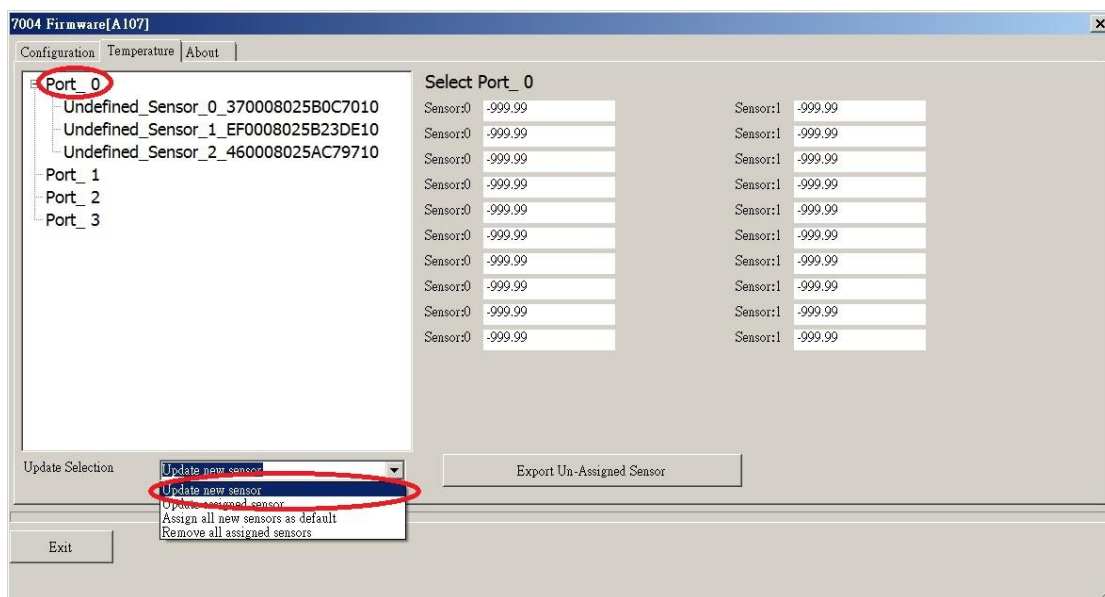 7004 Firmware[A107]
Configuration Temperature About
Port_ 0
Undefined_Sensor_0_370008025B0C7010
Undefined_Sensor_1_EF0008025B23DE10
Undefined_Sensor_2_460008025AC79710
Port_ 1
Port_ 2
Port_ 3
Select Port_ 0
Sensor:0 -999.99 Sensor:1 -999.99
Sensor:0 -999.99 Sensor:1 -999.99
Sensor:0 -999.99 Sensor:1 -999.99
Sensor:0 -999.99 Sensor:1 -999.99
Sensor:0 -999.99 Sensor:1 -999.99
Sensor:0 -999.99 Sensor:1 -999.99
Sensor:0 -999.99 Sensor:1 -999.99
Sensor:0 -999.99 Sensor:1 -999.99
Sensor:0 -999.99 Sensor:1 -999.99
Sensor:0 -999.99 Sensor:1 -999.99
Update Selection Update new sensor Export Un-Assigned Sensor
Update new sensor
Update assigned sensor
Assign all new sensors as default
Remove all assigned sensors
Exit